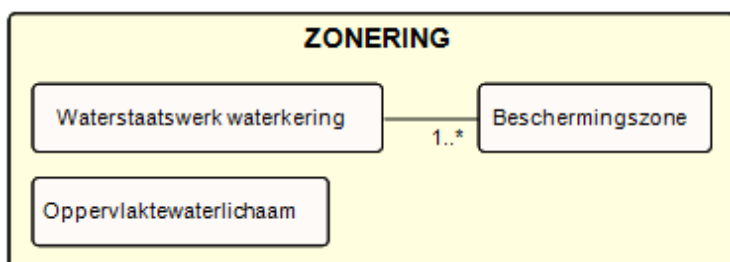 ZONERING
Waterstaatswerk waterkering
1..*
Beschermingszone
Oppervlaktewaterlichaam